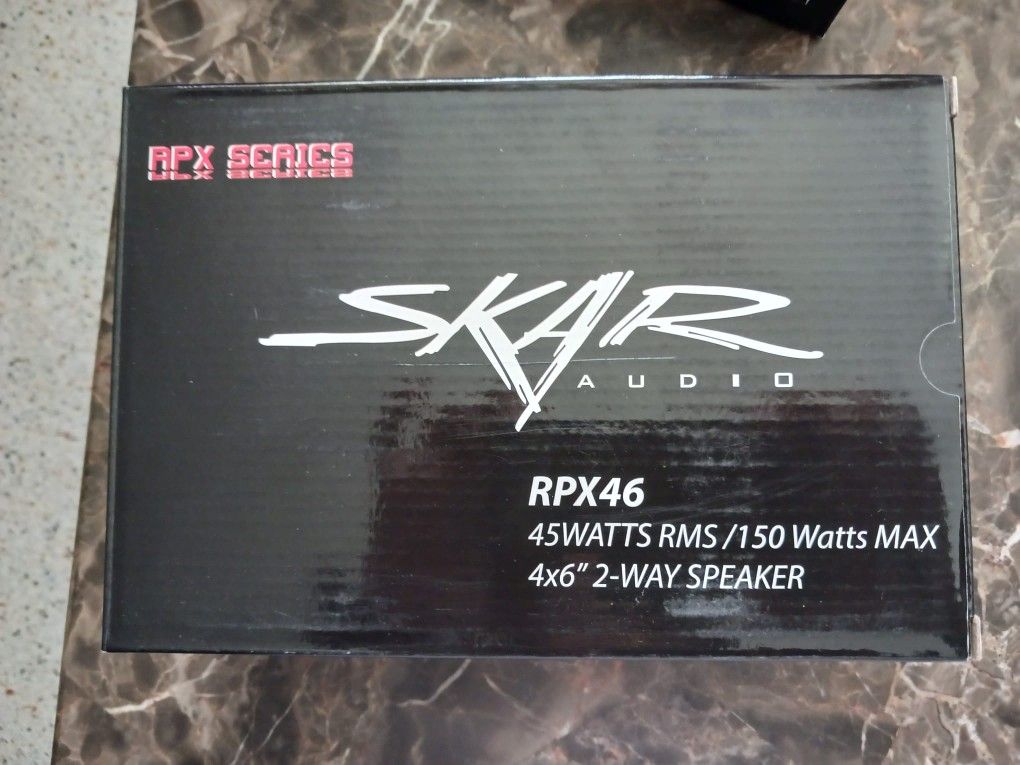 RPX SERIES
SKAR
AUDIO
RPX46
45WATTS RMS /150 Watts MAX
4x6” 2-WAY SPEAKER